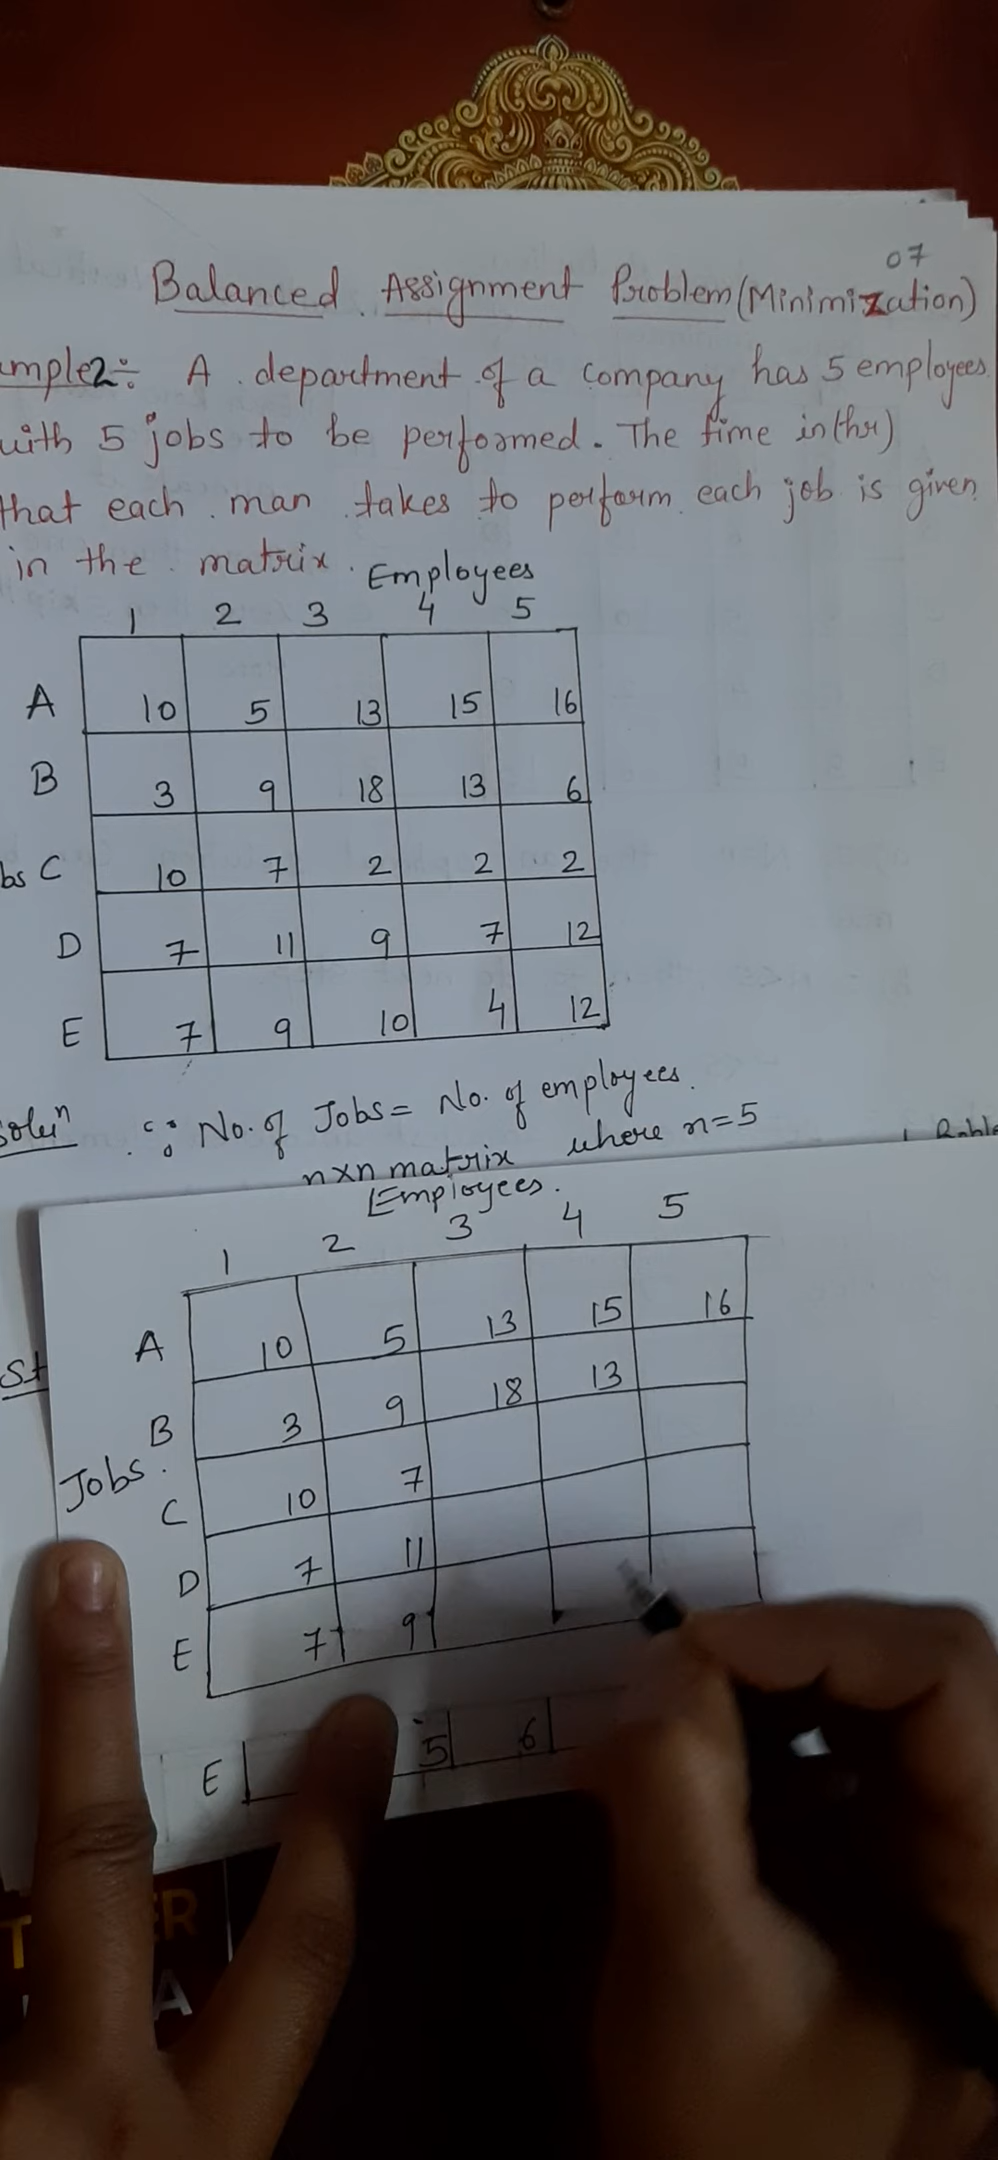 07
Balanced Assignment Problem (Minimization)
mple2÷ A department of a company has 5 employees
with 5 jobs to be performed. The time in (hr)
that each man takes to perform each job is given
in the matrix.
Employees
1 2 3 4 5
A 10 5 13 15 16
B 3 9 18 13 6
bs C 10 7 2 2 2
D 7 11 9 7 12
E 7 9 10 4 12
Solun ∵ No. of Jobs = No. of employees.
n×n matrix where n=5
Employees.
1 2 3 4 5
A 10 5 13 15 16
B 3 9 18 13
Jobs.
C 10 7
D 7 11
E 7 9
St
E 5 6